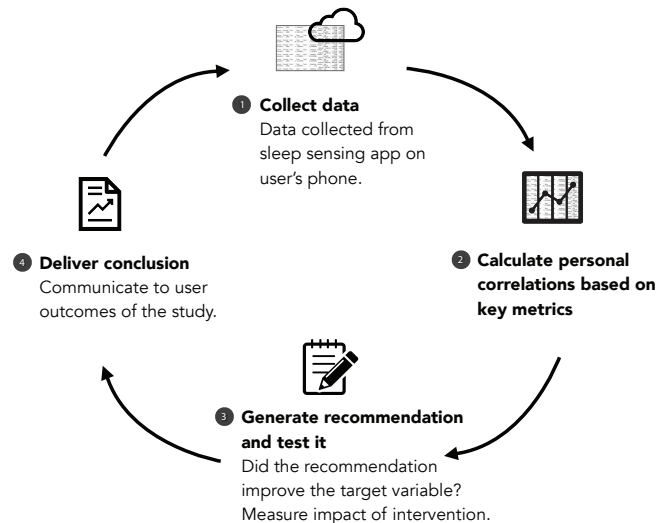 1 Collect data
Data collected from
sleep sensing app on
user's phone.
2 Calculate personal
correlations based on
key metrics
3 Generate recommendation
and test it
Did the recommendation
improve the target variable?
Measure impact of intervention.
4 Deliver conclusion
Communicate to user
outcomes of the study.